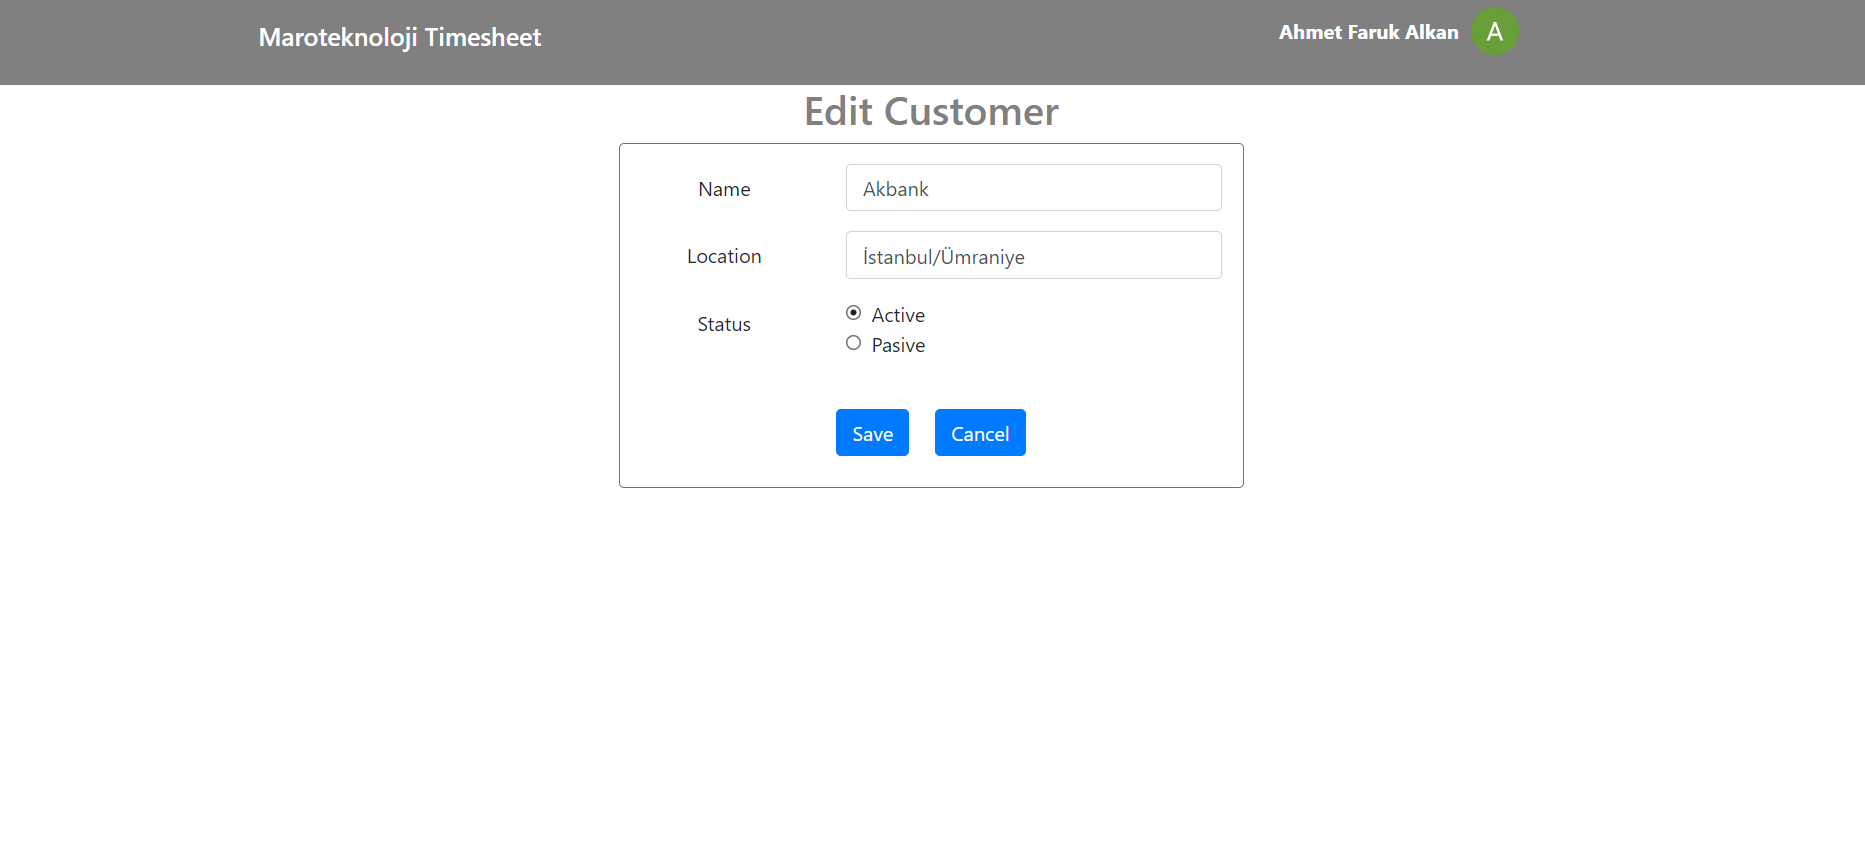 Maroteknoloji Timesheet
Ahmet Faruk Alkan A
Edit Customer
Name
Akbank
Location
İstanbul/Ümraniye
Status
Active
Pasive
Save
Cancel